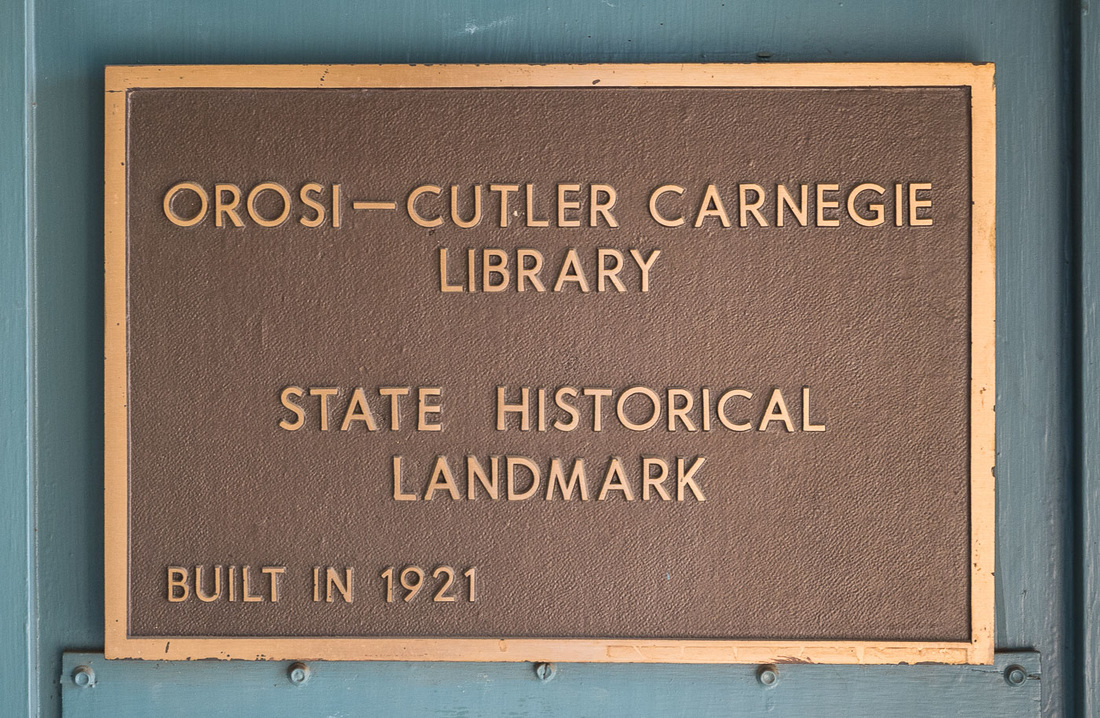 OROSI—CUTLER CARNEGIE
LIBRARY
STATE HISTORICAL
LANDMARK
BUILT IN 1921